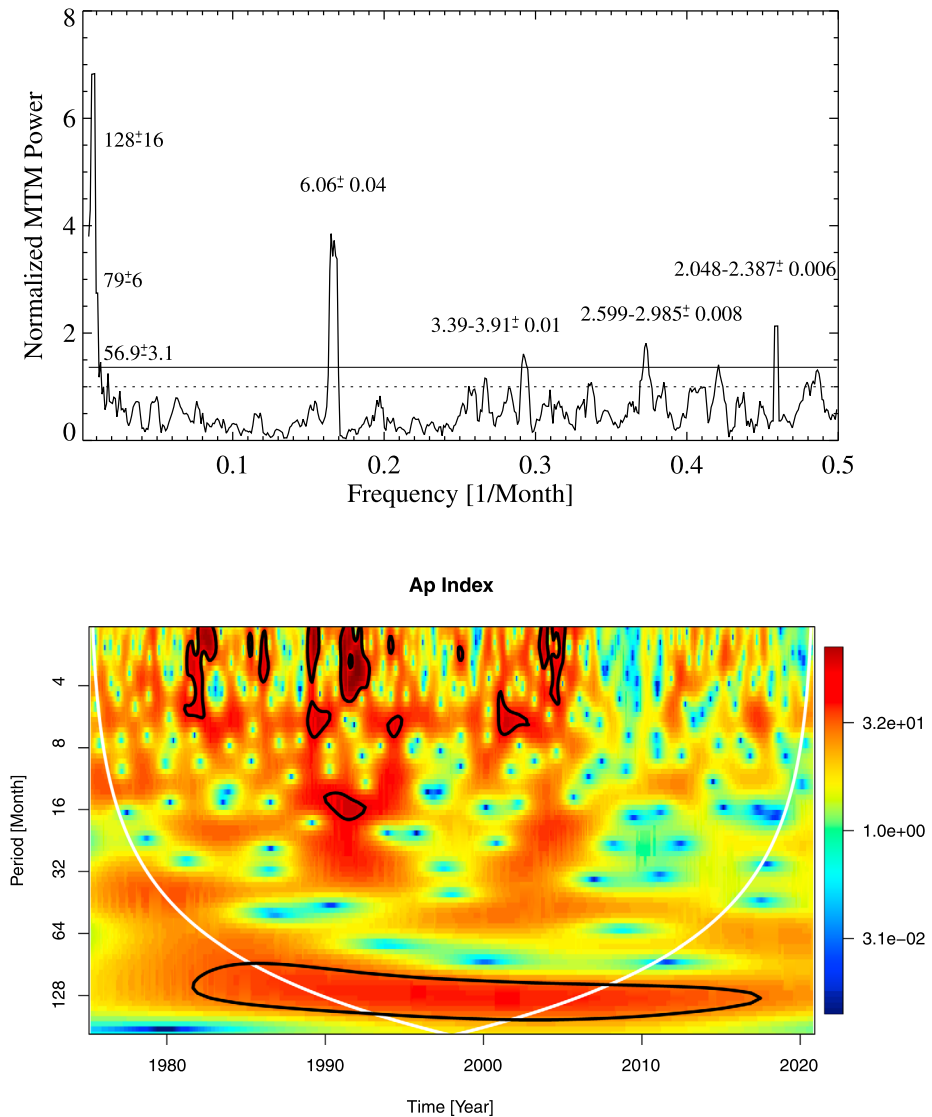 8
6
4
2
0
Normalized MTM Power
128±16
79±6
56.9±3.1
6.06± 0.04
3.39-3.91± 0.01
2.599-2.985± 0.008
2.048-2.387± 0.006
0.1 0.2 0.3 0.4 0.5
Frequency [1/Month]
Ap Index
Period [Month]
4
8
16
32
64
128
1980 1990 2000 2010 2020
Time [Year]
3.2e+01
1.0e+00
3.1e−02